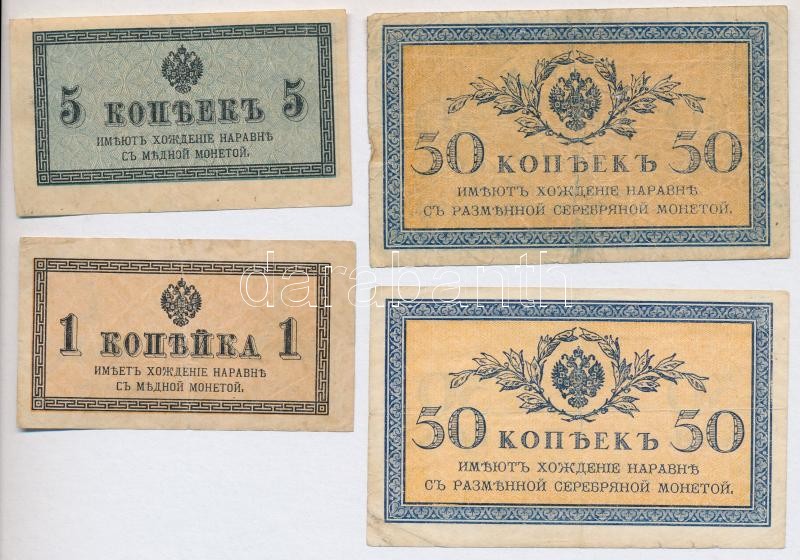 5 КОПѢЕКЪ 5
ИМѢЮТЪ ХОЖДЕНІЕ НАРАВНѢ
СЪ МѢДНОЙ МОНЕТОЙ.
1 КОПѢЙКА 1
ИМѢЕТЪ ХОЖДЕНІЕ НАРАВНѢ
СЪ МѢДНОЙ МОНЕТОЙ.
50 КОПѢЕКЪ 50
ИМѢЮТЪ ХОЖДЕНІЕ НАРАВНѢ
СЪ РАЗМѢННОЙ СЕРЕБРЯНОЙ МОНЕТОЙ.
50 КОПѢЕКЪ 50
ИМѢЮТЪ ХОЖДЕНІЕ НАРАВНѢ
СЪ РАЗМѢННОЙ СЕРЕБРЯНОЙ МОНЕТОЙ.
darabanth